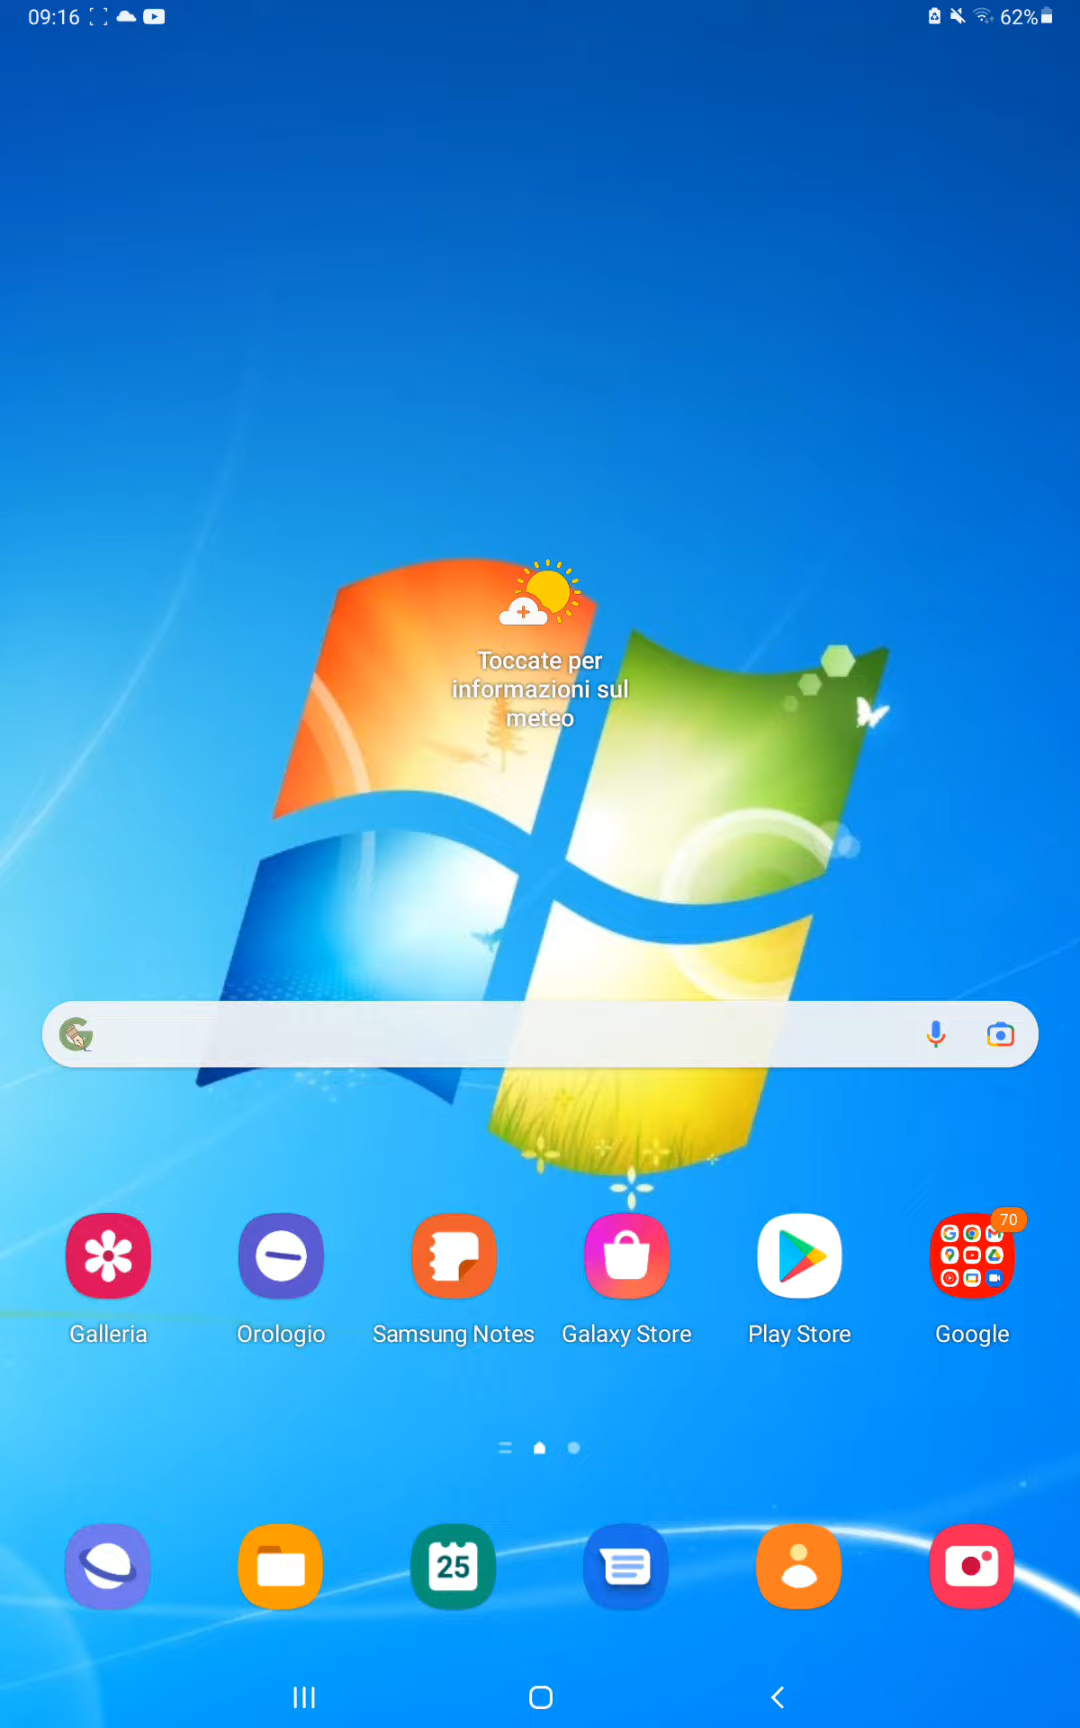 09:16
62%
Toccate per
informazioni sul
meteo
70
Galleria
Orologio
Samsung Notes
Galaxy Store
Play Store
Google
25